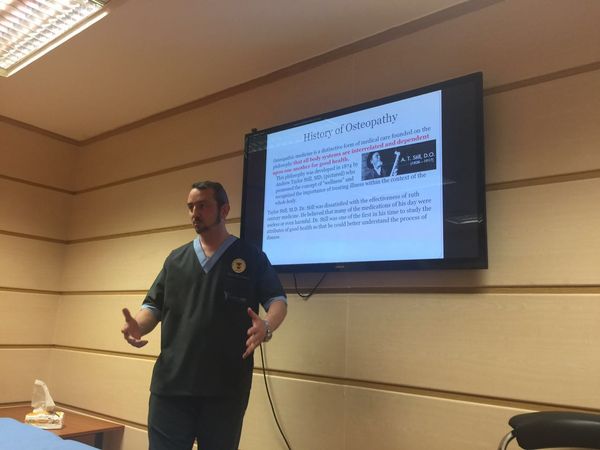 History of Osteopathy
Osteopathic medicine is a distinctive form of medical care founded on the
philosophy that all body systems are interrelated and dependent
upon one another for good health.
This philosophy was developed in 1874 by
Andrew Taylor Still, MD, (pictured) who
pronounced the concept of "wellness" and
recognized the importance of treating illness within the context of the
whole body.
A. T. Still, D.O.
(1828 - 1917)
Taylor Still, M.D. Dr. Still was dissatisfied with the effectiveness of 19th
century medicine. He believed that many of the medications of his day were
useless or even harmful. Dr. Still was one of the first in his time to study the
attributes of good health so that he could better understand the process of
disease.